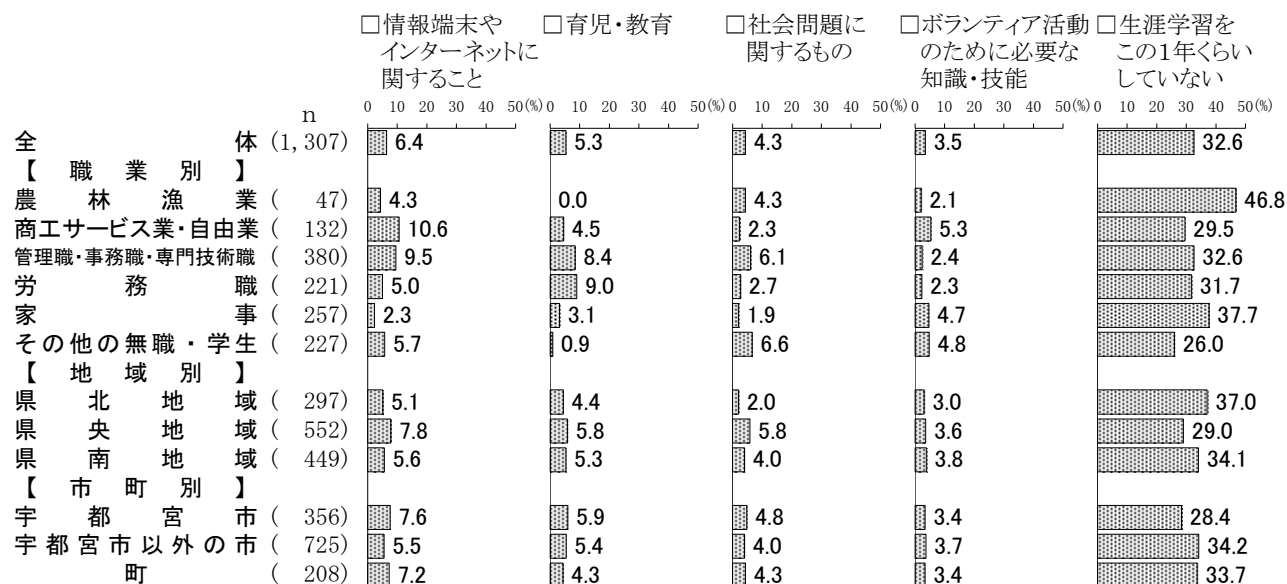 □情報端末や
インターネットに
関すること
□育児・教育
□社会問題に
関するもの
□ボランティア活動
のために必要な
知識・技能
□生涯学習を
この1年くらい
していない
n
0 10 20 30 40 50(%) 0 10 20 30 40 50(%) 0 10 20 30 40 50(%) 0 10 20 30 40 50(%) 0 10 20 30 40 50(%)
全体 (1,307) 6.4 5.3 4.3 3.5 32.6
【職業別】
農林漁業 ( 47) 4.3 0.0 4.3 2.1 46.8
商工サービス業・自由業 ( 132) 10.6 4.5 2.3 5.3 29.5
管理職・事務職・専門技術職 ( 380) 9.5 8.4 6.1 2.4 32.6
労務職 ( 221) 5.0 9.0 2.7 2.3 31.7
家事 ( 257) 2.3 3.1 1.9 4.7 37.7
その他の無職・学生 ( 227) 5.7 0.9 6.6 4.8 26.0
【地域別】
県北地域 ( 297) 5.1 4.4 2.0 3.0 37.0
県央地域 ( 552) 7.8 5.8 5.8 3.6 29.0
県南地域 ( 449) 5.6 5.3 4.0 3.8 34.1
【市町別】
宇都宮市 ( 356) 7.6 5.9 4.8 3.4 28.4
宇都宮市以外の市 ( 725) 5.5 5.4 4.0 3.7 34.2
町 ( 208) 7.2 4.3 4.3 3.4 33.7